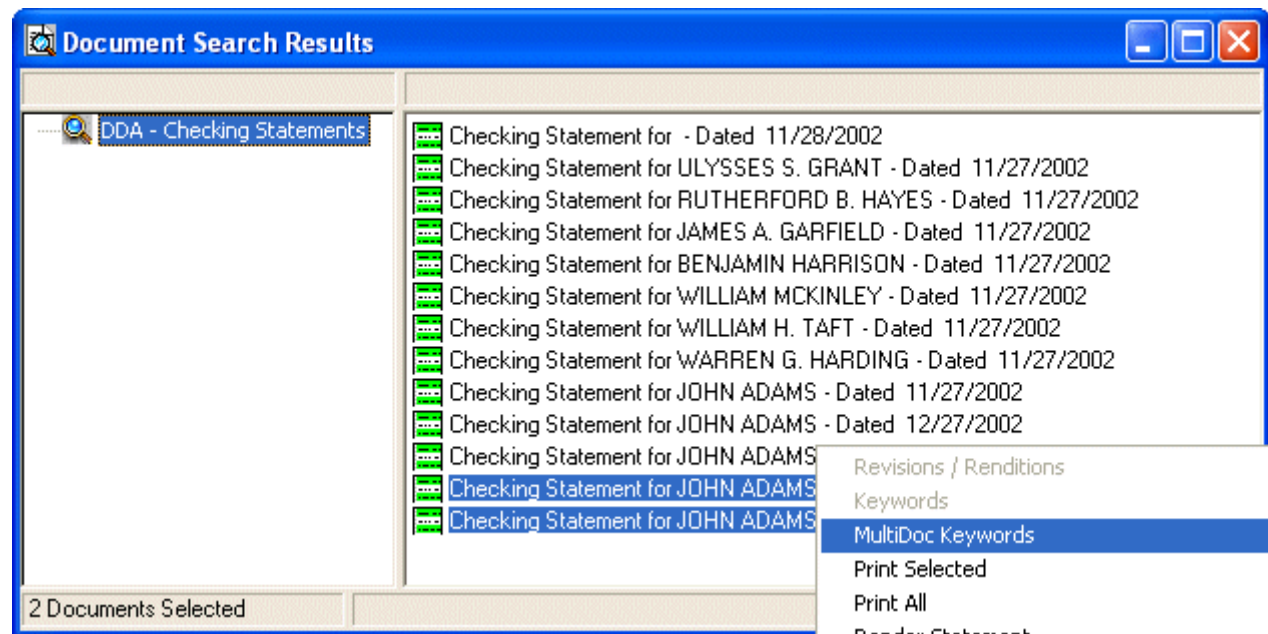 Document Search Results
DDA - Checking Statements
Checking Statement for - Dated 11/28/2002
Checking Statement for ULYSSES S. GRANT - Dated 11/27/2002
Checking Statement for RUTHERFORD B. HAYES - Dated 11/27/2002
Checking Statement for JAMES A. GARFIELD - Dated 11/27/2002
Checking Statement for BENJAMIN HARRISON - Dated 11/27/2002
Checking Statement for WILLIAM MCKINLEY - Dated 11/27/2002
Checking Statement for WILLIAM H. TAFT - Dated 11/27/2002
Checking Statement for WARREN G. HARDING - Dated 11/27/2002
Checking Statement for JOHN ADAMS - Dated 11/27/2002
Checking Statement for JOHN ADAMS - Dated 12/27/2002
Checking Statement for JOHN ADAMS
Checking Statement for JOHN ADAMS
Checking Statement for JOHN ADAMS
Revisions / Renditions
Keywords
MultiDoc Keywords
Print Selected
Print All
Render Statement
2 Documents Selected